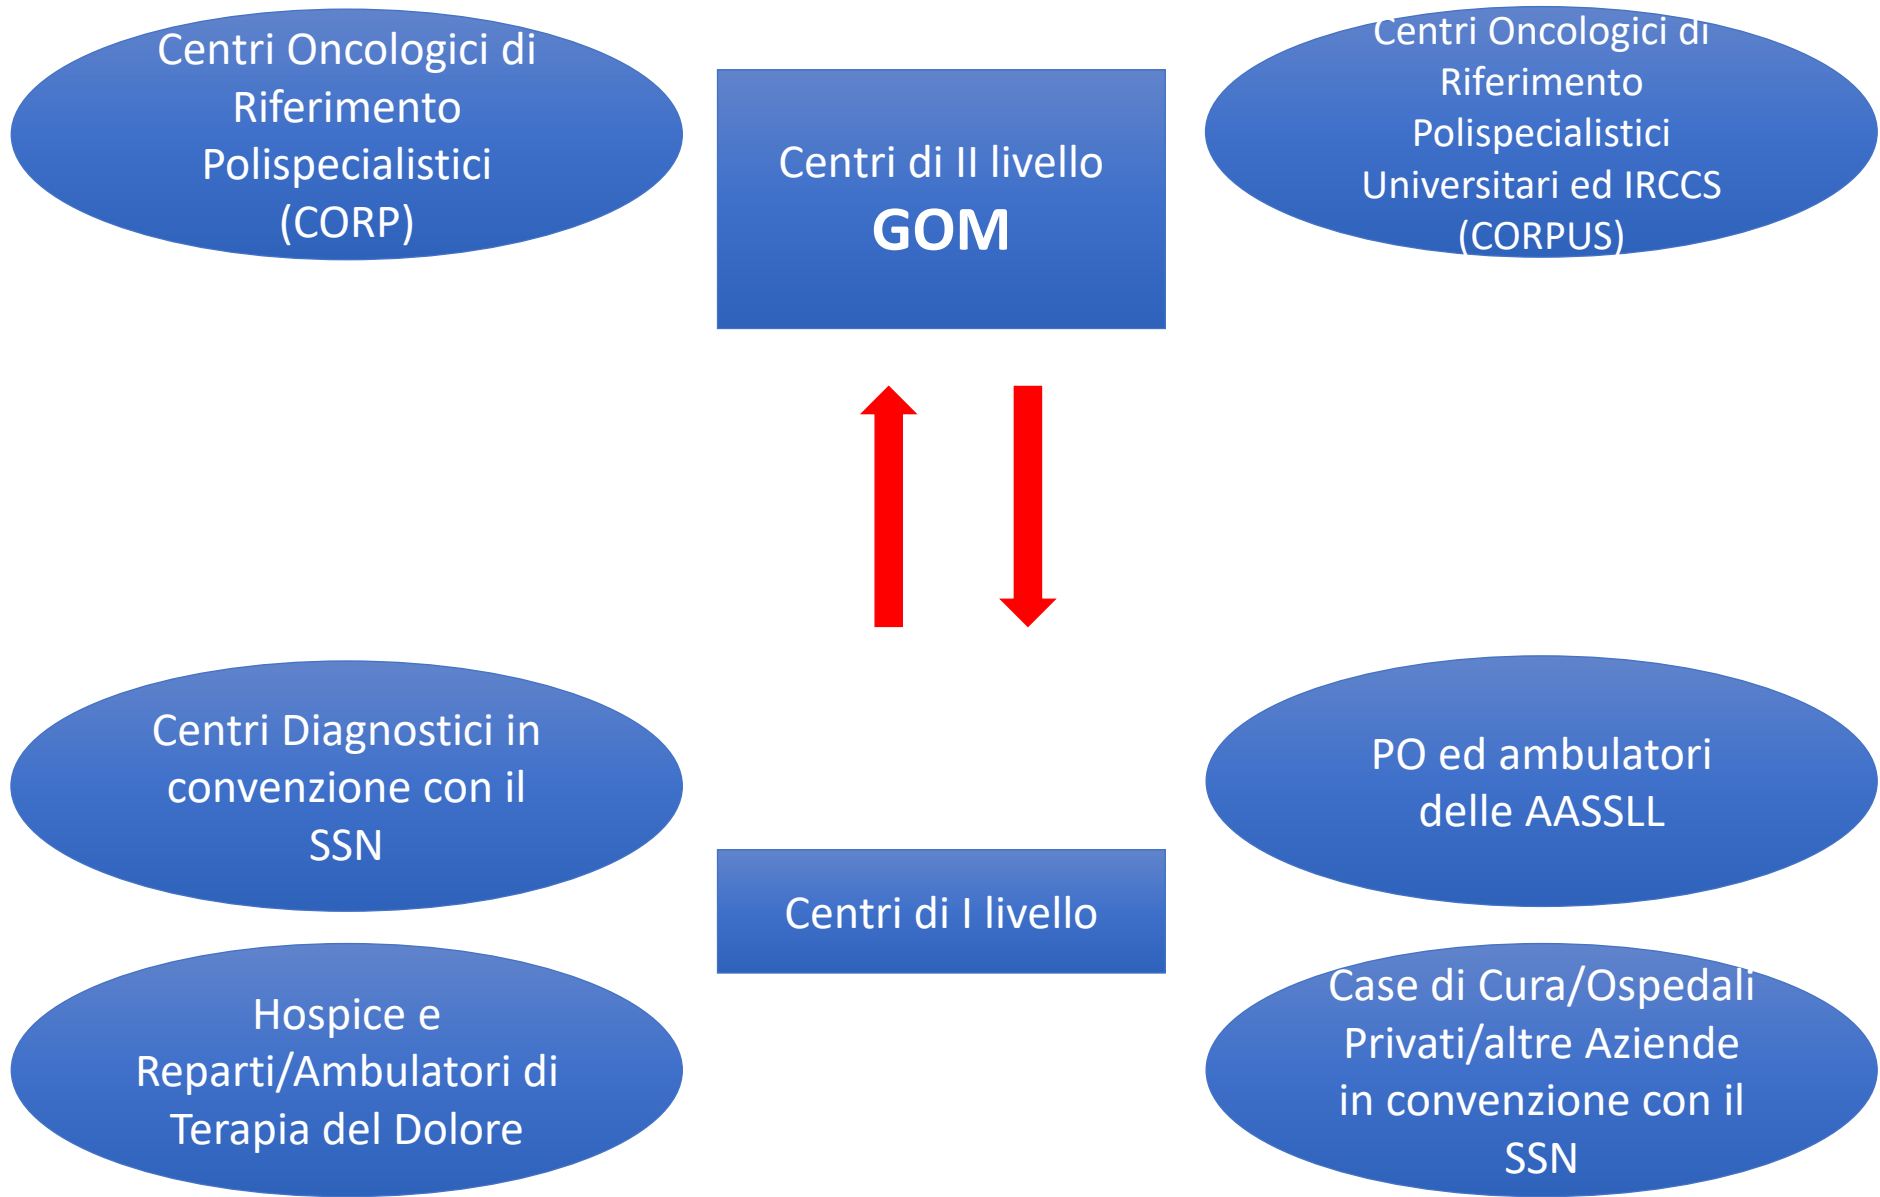 Centri Oncologici di
Riferimento
Polispecialistici
(CORP)
Centri di II livello
GOM
Centri Oncologici di
Riferimento
Polispecialistici
Universitari ed IRCCS
(CORPUS)
Centri Diagnostici in
convenzione con il
SSN
PO ed ambulatori
delle AASSLL
Centri di I livello
Hospice e
Reparti/Ambulatori di
Terapia del Dolore
Case di Cura/Ospedali
Privati/altre Aziende
in convenzione con il
SSN